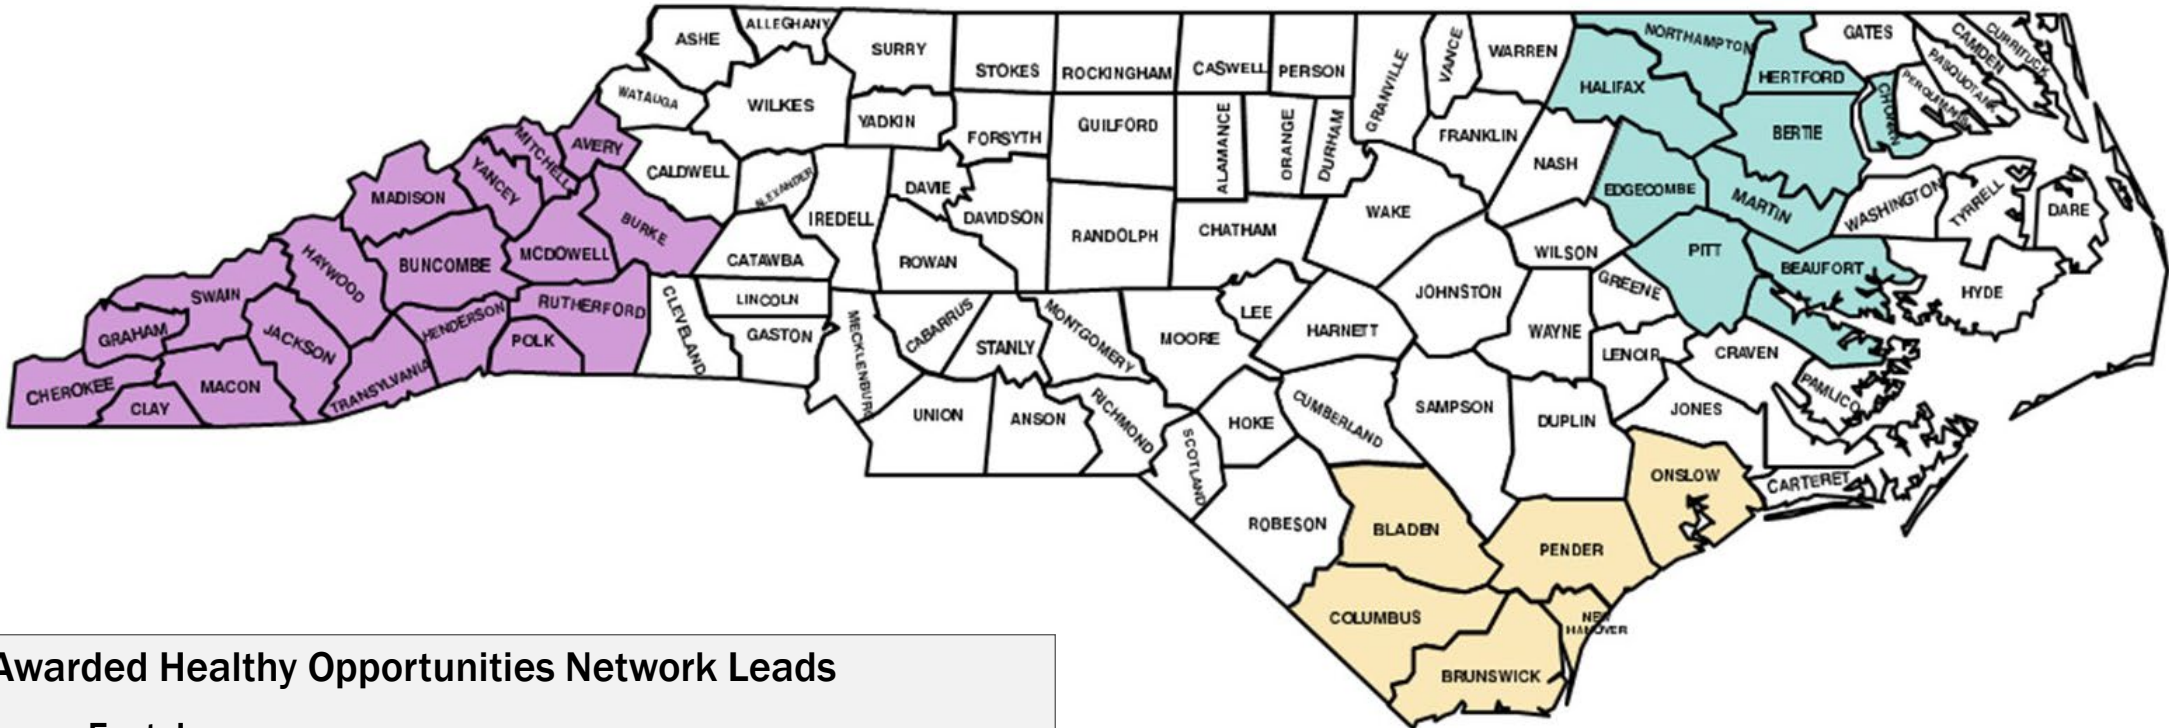 ASHE
ALLEGHANY
SURRY
STOKES
ROCKINGHAM
CASWELL
PERSON
GRANVILLE
VANCE
WARREN
NORTHAMPTON
GATES
CAMDEN
CURRITUCK
PASQUOTANK
PERQUIMANS
HERTFORD
HALIFAX
CHOWAN
BERTIE
WATAUGA
WILKES
YADKIN
FORSYTH
GUILFORD
ALAMANCE
ORANGE
DURHAM
FRANKLIN
NASH
EDGECOMBE
MARTIN
WASHINGTON
TYRRELL
DARE
MITCHELL
AVERY
CALDWELL
ALEXANDER
IREDELL
DAVIE
DAVIDSON
RANDOLPH
CHATHAM
WAKE
WILSON
PITT
BEAUFORT
HYDE
MADISON
YANCEY
BURKE
MCDOWELL
BUNCOMBE
HAYWOOD
CATAWBA
ROWAN
JOHNSTON
GREENE
SWAIN
GRAHAM
JACKSON
HENDERSON
RUTHERFORD
POLK
CLEVELAND
LINCOLN
GASTON
MECKLENBURG
CABARRUS
STANLY
MONTGOMERY
MOORE
LEE
HARNETT
WAYNE
LENOIR
CRAVEN
PAMLICO
CHEROKEE
CLAY
MACON
TRANSYLVANIA
UNION
ANSON
RICHMOND
SCOTLAND
HOKE
CUMBERLAND
SAMPSON
DUPLIN
JONES
ONSLOW
CARTERET
ROBESON
BLADEN
PENDER
COLUMBUS
NEW
HANOVER
BRUNSWICK
Awarded Healthy Opportunities Network Leads